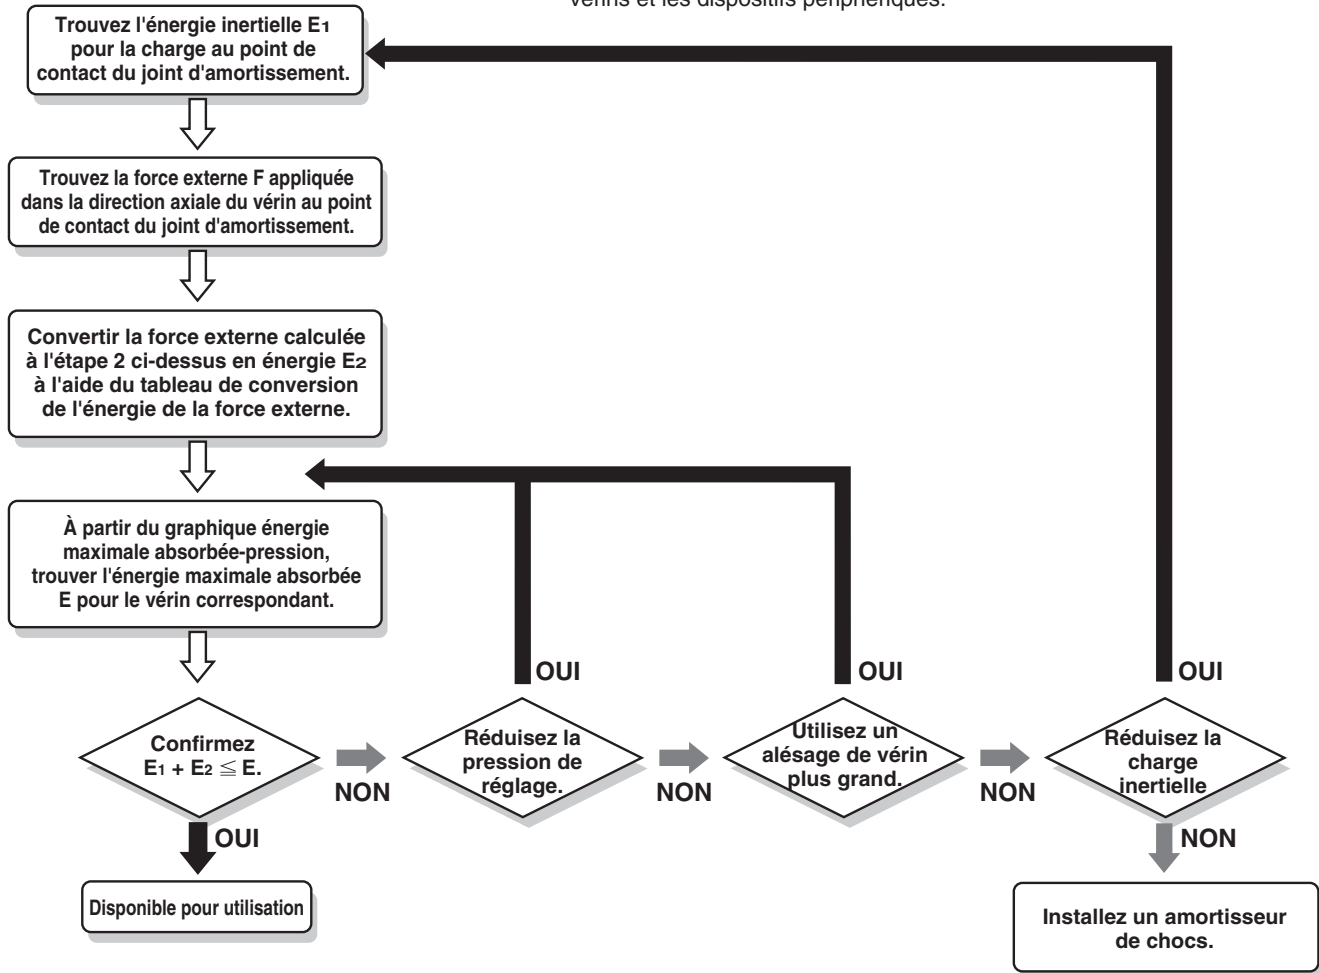 vérins et les dispositifs périphériques.
Trouvez l'énergie inertielle E1
pour la charge au point de
contact du joint d'amortissement.
Trouvez la force externe F appliquée
dans la direction axiale du vérin au point
de contact du joint d'amortissement.
Convertir la force externe calculée
à l'étape 2 ci-dessus en énergie E2
à l'aide du tableau de conversion
de l'énergie de la force externe.
À partir du graphique énergie
maximale absorbée-pression,
trouver l'énergie maximale absorbée
E pour le vérin correspondant.
OUI
OUI
OUI
Confirmez
E1 + E2 ≦ E.
NON
Réduisez la
pression de
réglage.
NON
Utilisez un
alésage de vérin
plus grand.
NON
Réduisez la
charge
inertielle
OUI
NON
Disponible pour utilisation
Installez un amortisseur
de chocs.